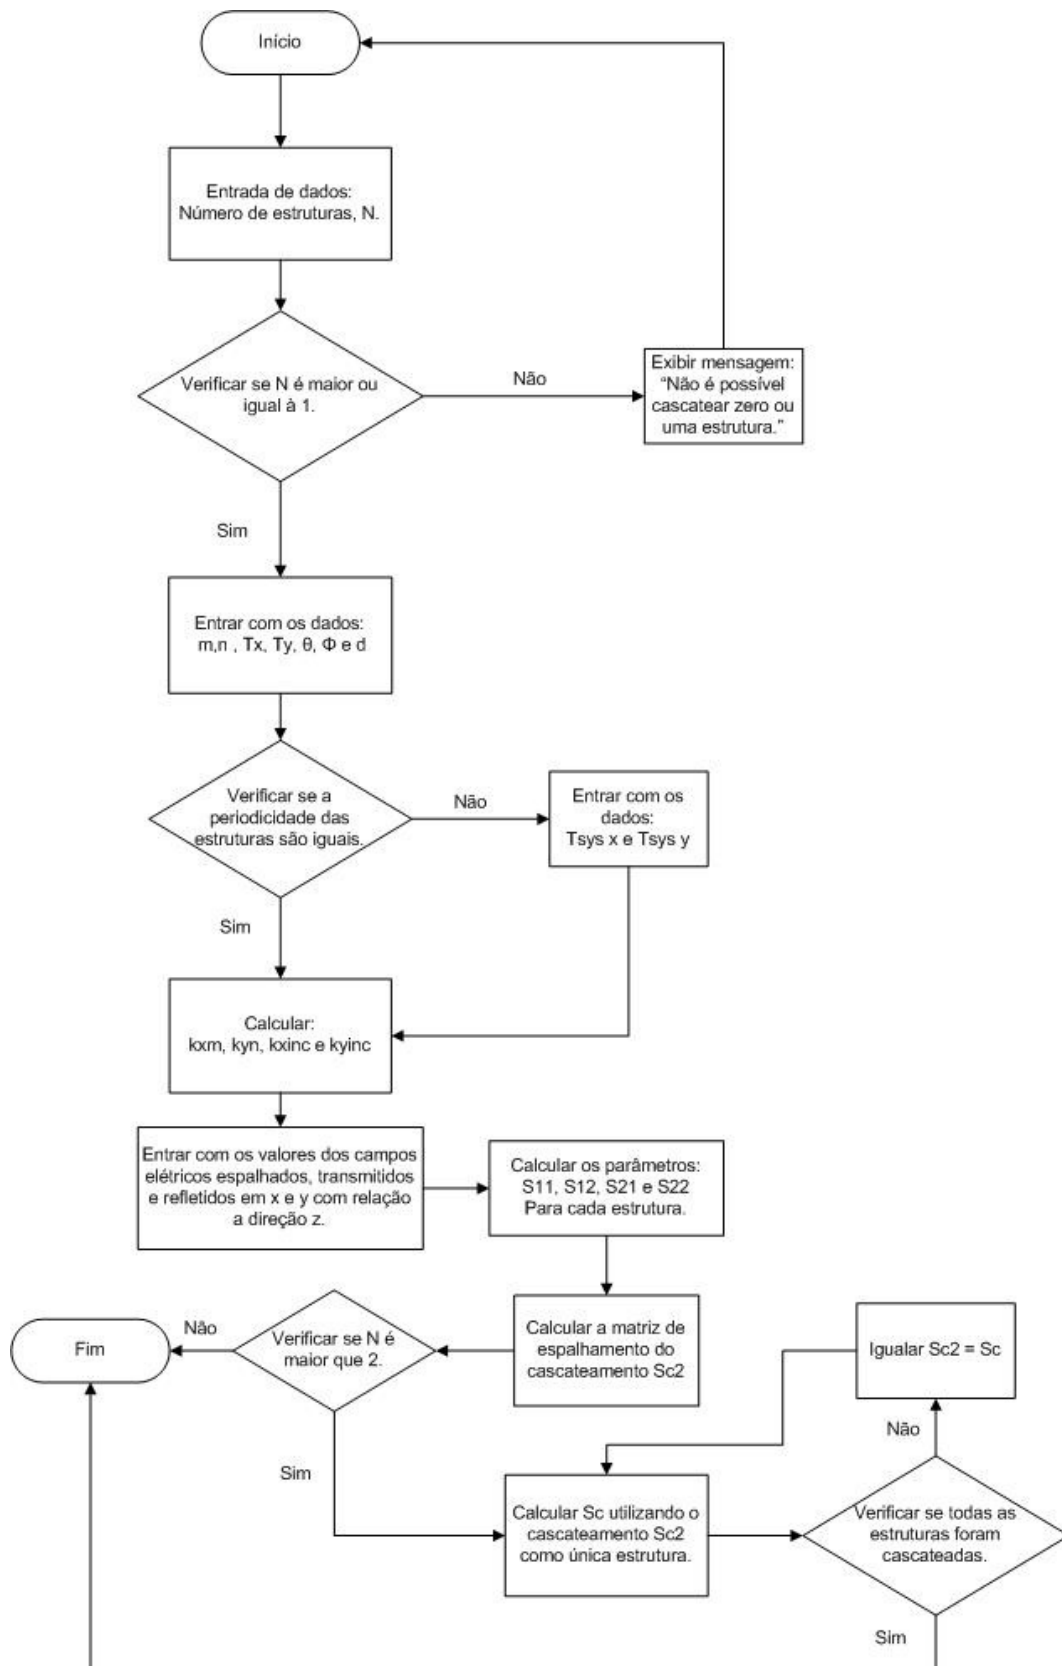 Início
Entrada de dados:
Número de estruturas, N.
Verificar se N é maior ou
igual à 1.
Não
Exibir mensagem:
“Não é possível
cascatear zero ou
uma estrutura.”
Sim
Entrar com os dados:
m,n , Tx, Ty, θ, Φ e d
Verificar se a
periodicidade das
estruturas são iguais.
Não
Entrar com os
dados:
Tsys x e Tsys y
Sim
Calcular:
kxm, kyn, kxinc e kyinc
Entrar com os valores dos campos
elétricos espalhados, transmitidos
e refletidos em x e y com relação
a direção z.
Calcular os parâmetros:
S11, S12, S21 e S22
Para cada estrutura.
Calcular a matriz de
espalhamento do
cascateamento Sc2
Verificar se N é
maior que 2.
Não
Fim
Sim
Calcular Sc utilizando o
cascateamento Sc2
como única estrutura.
Verificar se todas as
estruturas foram
cascateadas.
Não
Igualar Sc2 = Sc
Sim